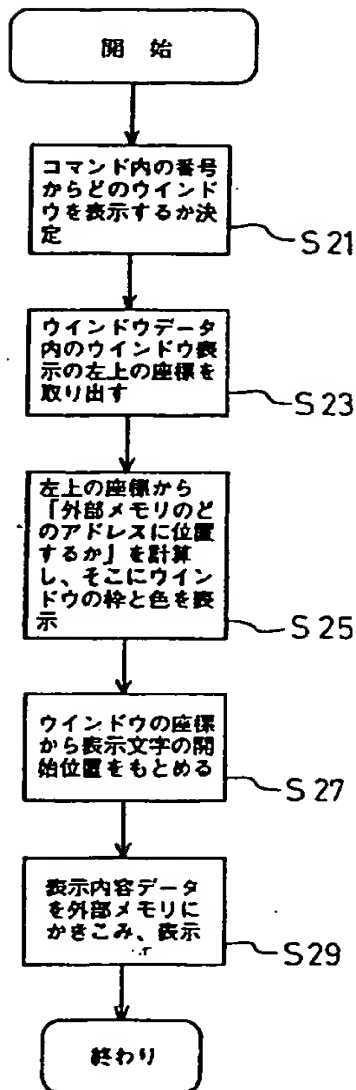 開 始
コマンド内の番号
からどのウインド
ウを表示するか決
定
S21
ウインドウデータ
内のウインドウ表
示の左上の座標を
取り出す
S23
左上の座標から
「外部メモリのど
のアドレスに位置
するか」を計算
し、そこにウイン
ドウの枠と色を表
示
S25
ウインドウの座標
から表示文字の開
始位置をもとめる
S27
表示内容データ
を外部メモリに
かきこみ、表示
S29
終わり